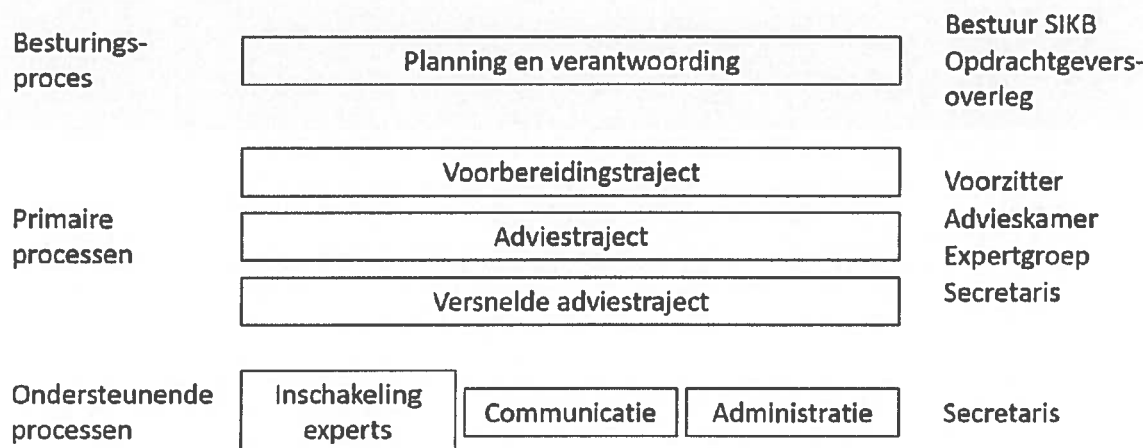 Besturings-
proces
Planning en verantwoording
Bestuur SIKB
Opdrachtgevers-
overleg
Primaire
processen
Voorbereidingstraject
Adviestraject
Versnelde adviestraject
Voorzitter
Advieskamer
Expertgroep
Secretaris
Ondersteunende
processen
Inschakeling
experts
Communicatie
Administratie
Secretaris